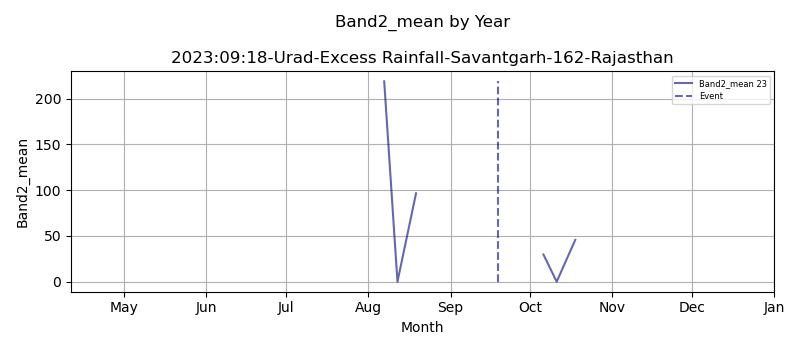 Band2_mean by Year
2023:09:18-Urad-Excess Rainfall-Savantgarh-162-Rajasthan
Band2_mean 23
Event
200
150
100
50
0
Band2_mean
May Jun Jul Aug Sep Oct Nov Dec Jan
Month